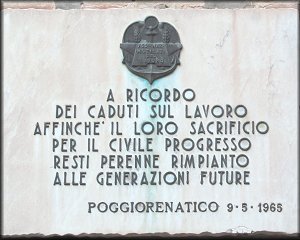 A RICORDO
DEI CADUTI SUL LAVORO
AFFINCHE' IL LORO SACRIFICIO
PER IL CIVILE PROGRESSO
RESTI PERENNE RIMPIANTO
ALLE GENERAZIONI FUTURE
POGGIORENATICO 9·5·1965